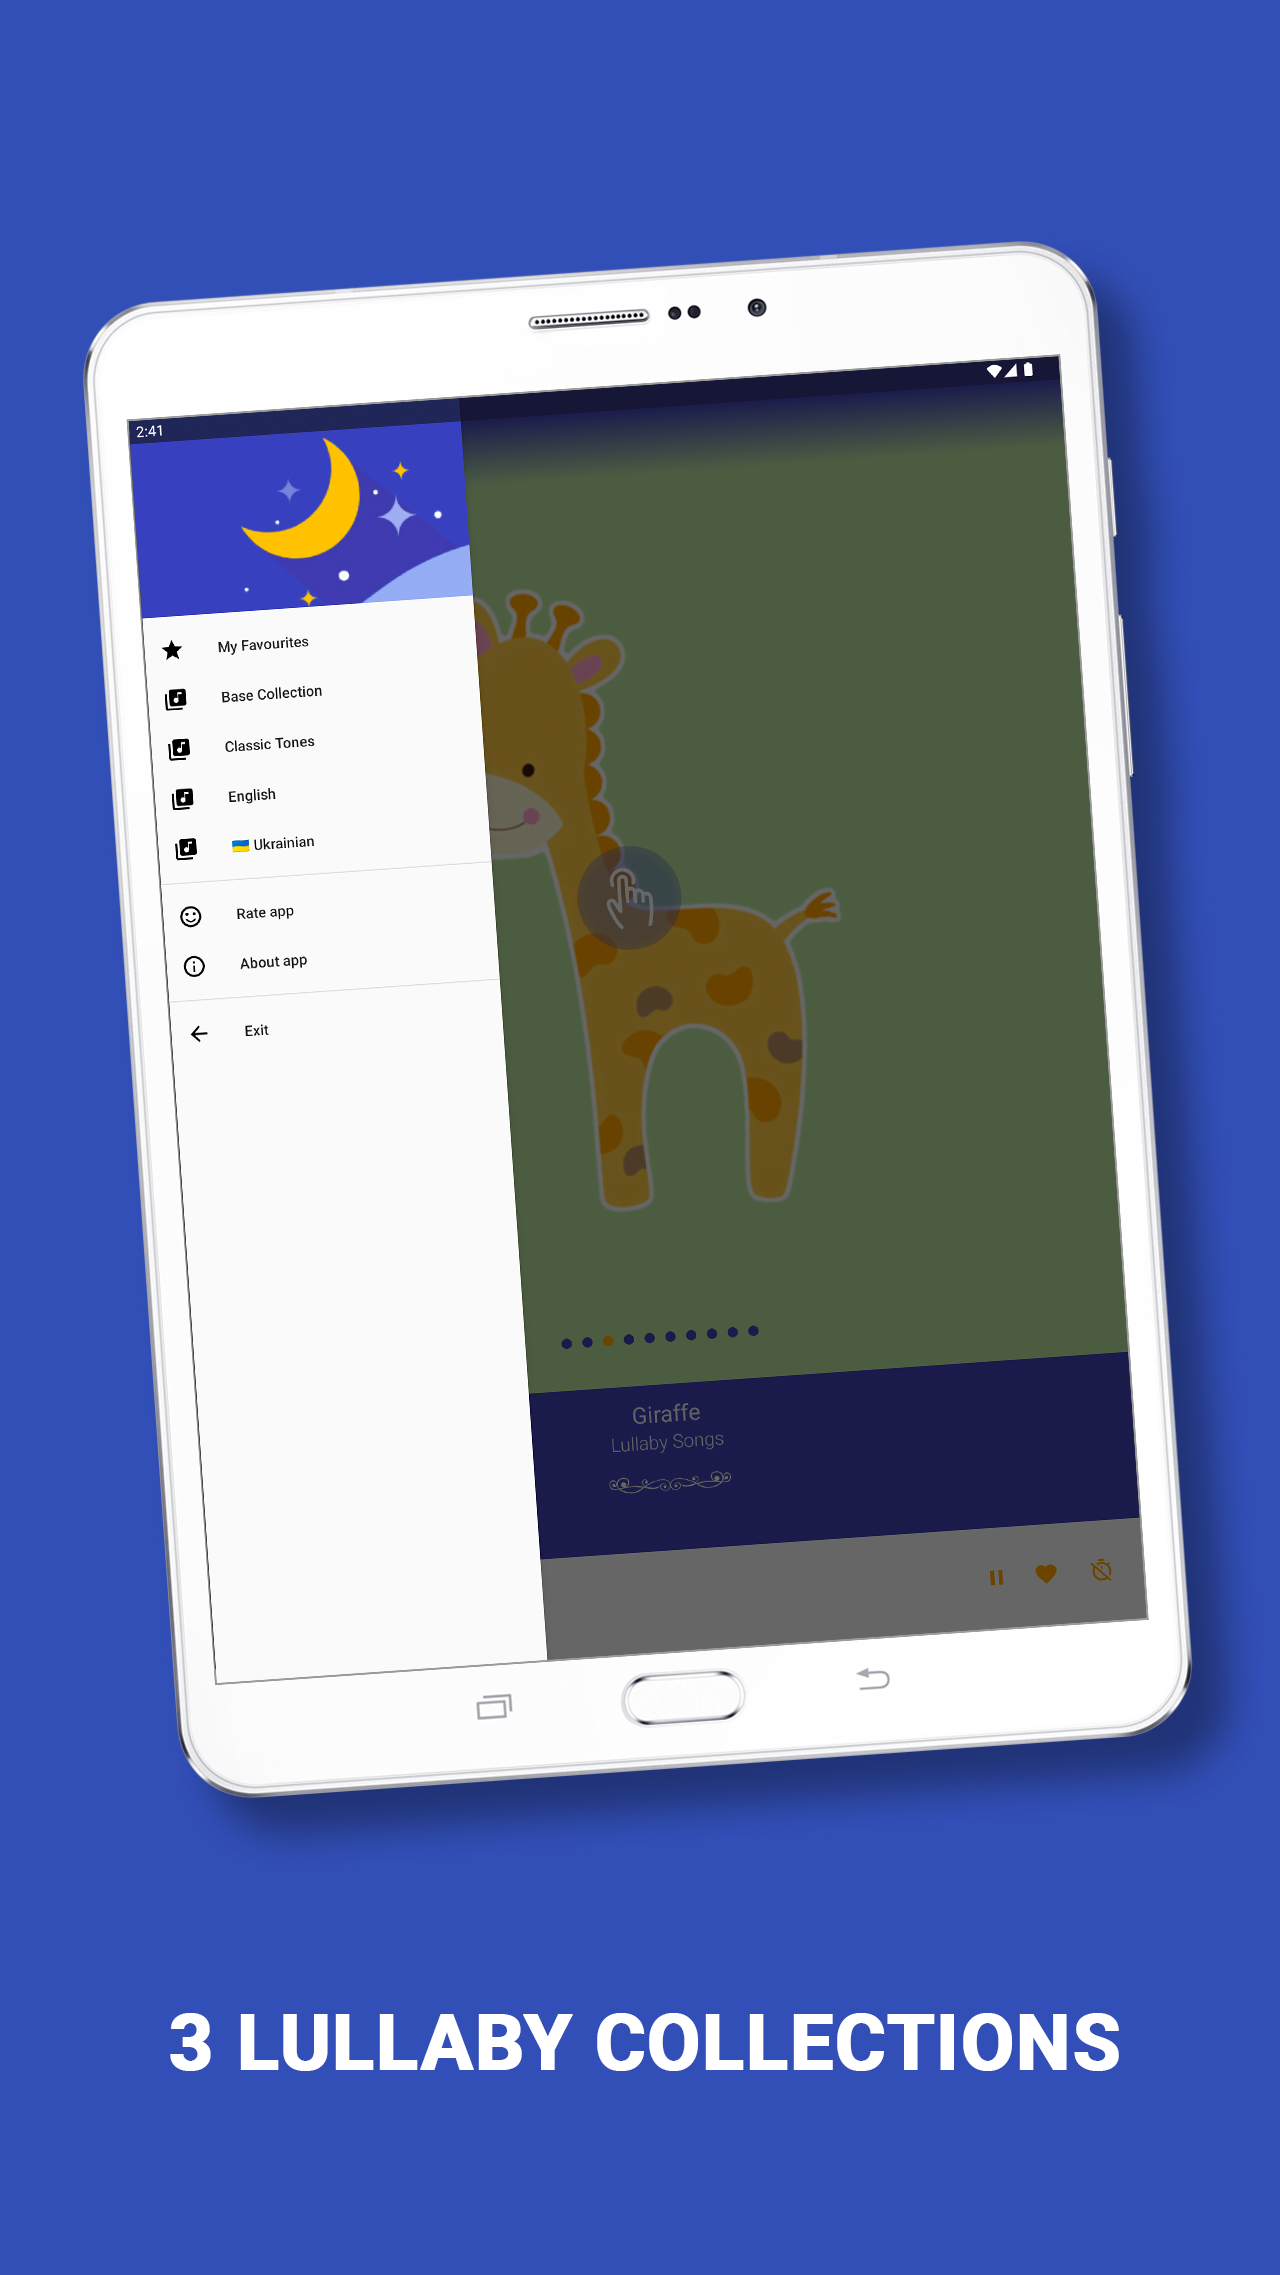 2:41
My Favourites
Base Collection
Classic Tones
English
🇺🇦 Ukrainian
Rate app
About app
Exit
Giraffe
Lullaby Songs
3 LULLABY COLLECTIONS